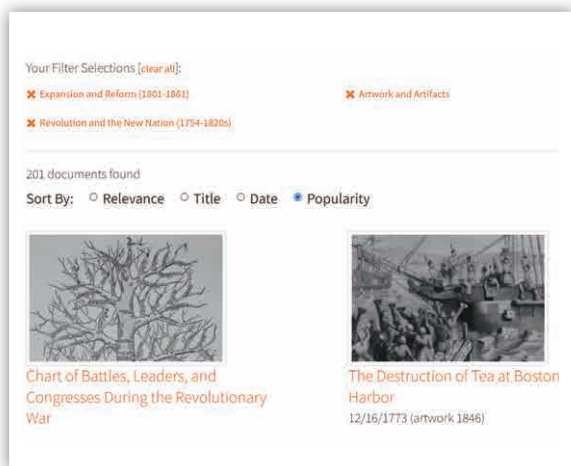 Your Filter Selections [clear all]:
✖ Expansion and Reform (1801-1861)
✖ Artwork and Artifacts
✖ Revolution and the New Nation (1754-1820s)
201 documents found
Sort By: Relevance Title Date Popularity
Chart of Battles, Leaders, and
Congresses During the Revolutionary
War
The Destruction of Tea at Boston
Harbor
12/16/1773 (artwork 1846)